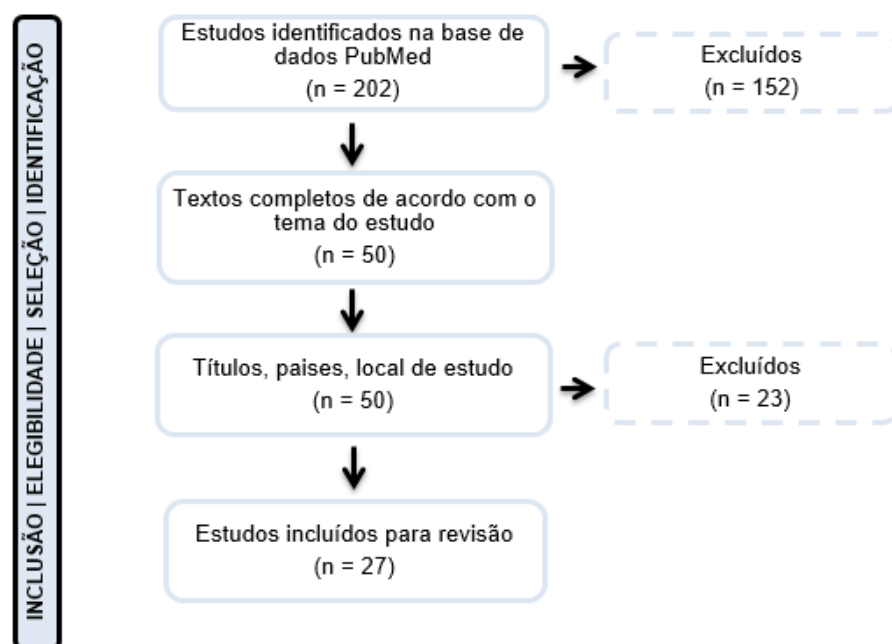 INCLUSÃO | ELEGIBILIDADE | SELEÇÃO | IDENTIFICAÇÃO
Estudos identificados na base de
dados PubMed
(n = 202)
Excluídos
(n = 152)
Textos completos de acordo com o
tema do estudo
(n = 50)
Títulos, paises, local de estudo
(n = 50)
Excluídos
(n = 23)
Estudos incluídos para revisão
(n = 27)